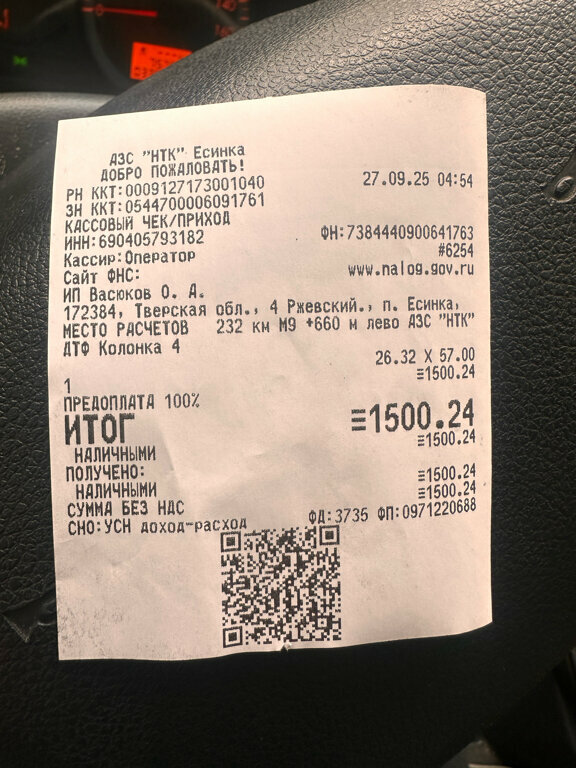 АЗС "НТК" Есинка
ДОБРО ПОЖАЛОВАТЬ!
РН ККТ:0009127173001040 27.09.25 04:54
ЗН ККТ:0544700006091761
КАССОВЫЙ ЧЕК/ПРИХОД
ИНН:690405793182 ФН:7384440900641763
Кассир:Оператор #6254
Сайт ФНС: www.nalog.gov.ru
ИП Васюков О. А.
172384, Тверская обл., 4 Ржевский., п. Есинка,
МЕСТО РАСЧЕТОВ 232 км М9 +660 м лево АЗС "НТК"
ДТФ Колонка 4
26.32 X 57.00
1 ≡1500.24
ПРЕДОПЛАТА 100%
ИТОГ ≡1500.24
НАЛИЧНЫМИ ≡1500.24
ПОЛУЧЕНО:
НАЛИЧНЫМИ ≡1500.24
СУММА БЕЗ НДС ≡1500.24
СНО:УСН доход-расход ФД:3735 ФП:0971220688